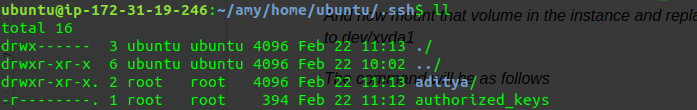 ubuntu@ip-172-31-19-246:~/amy/home/ubuntu/.ssh$ ll
And now mount that volume in the instance and repla
total 16
to dev/xvda1
drwx------  3 ubuntu ubuntu 4096 Feb 22 11:13 ./
drwxr-xr-x  6 ubuntu ubuntu 4096 Feb 22 10:02 ../
drwxr-xr-x. 2 root   root   4096 Feb 22 11:13 aditya/
The command will be as follows
-r--------. 1 root   root    394 Feb 22 11:12 authorized_keys